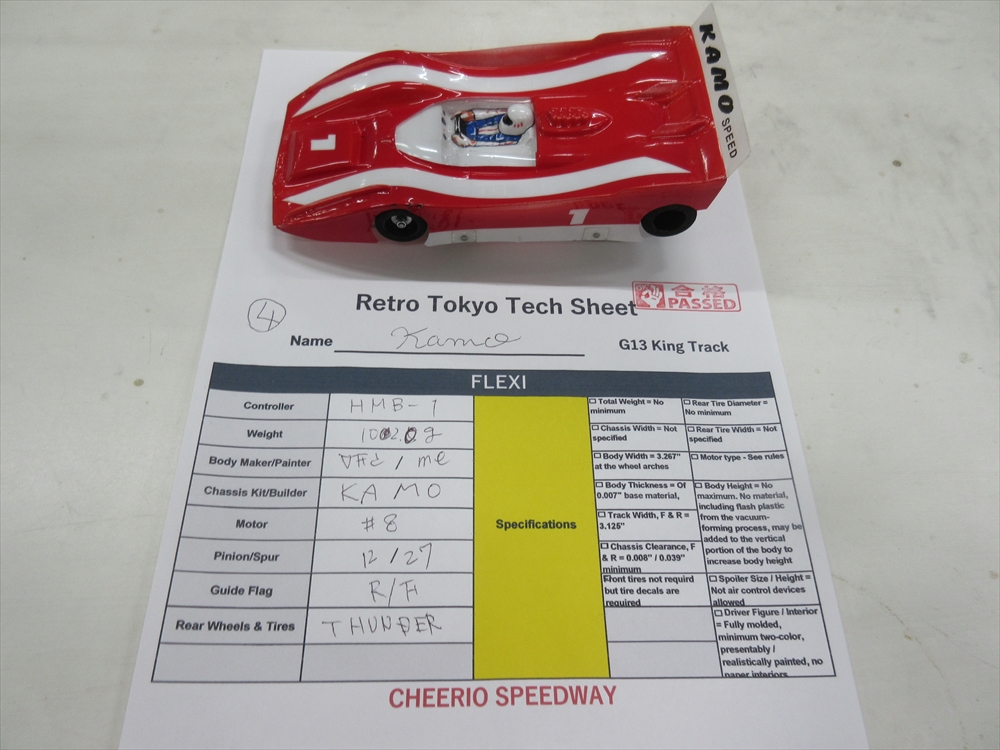 KAMO
SPEED
1
1
Retro Tokyo Tech Sheet
合格
PASSED
4
Name Kamo
G13 King Track
FLEXI
Controller
HMB-1
Weight
102.0g
Body Maker/Painter
/ me
Chassis Kit/Builder
KAMO
Motor
#8
Pinion/Spur
12/27
Guide Flag
R/F
Rear Wheels & Tires
THUNDER
Specifications
☐ Total Weight = No
minimum
☐ Chassis Width = Not
specified
☐ Body Width = 3.267"
at the wheel arches
☐ Body Thickness = Of
0.007" base material,
☐ Track Width, F & R =
3.125"
☐ Chassis Clearance, F
& R = 0.008" / 0.039"
minimum
Front tires not requird
but tire decals are
required
☐ Rear Tire Diameter =
No minimum
☐ Rear Tire Width = Not
specified
☐ Motor type - See rules
☐ Body Height = No
maximum. No material,
including flash plastic
from the vacuum-
forming process, may be
added to the vertical
portion of the body to
increase body height
☐ Spoiler Size / Height =
Not air control devices
allowed
☐ Driver Figure / Interior
= Fully molded,
minimum two-color,
presentably /
realistically painted, no
paper interiors
CHEERIO SPEEDWAY